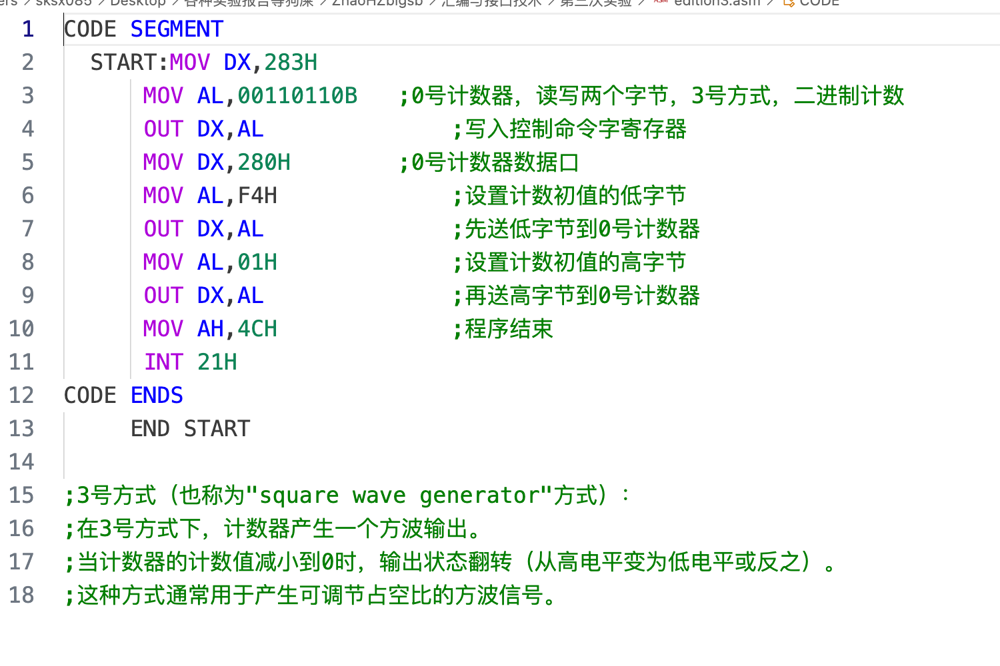 sksx085 > Desktop > 各种实验报告等狗屎 > ZhaoHZbigsb > 汇编与接口技术 > 第三次实验 > ASM edition3.asm > CODE
1 CODE SEGMENT
2 START:MOV DX,283H
3 MOV AL,00110110B ;0号计数器，读写两个字节，3号方式，二进制计数
4 OUT DX,AL ;写入控制命令字寄存器
5 MOV DX,280H ;0号计数器数据口
6 MOV AL,F4H ;设置计数初值的低字节
7 OUT DX,AL ;先送低字节到0号计数器
8 MOV AL,01H ;设置计数初值的高字节
9 OUT DX,AL ;再送高字节到0号计数器
10 MOV AH,4CH ;程序结束
11 INT 21H
12 CODE ENDS
13 END START
14
15 ;3号方式（也称为"square wave generator"方式）：
16 ;在3号方式下，计数器产生一个方波输出。
17 ;当计数器的计数值减小到0时，输出状态翻转（从高电平变为低电平或反之）。
18 ;这种方式通常用于产生可调节占空比的方波信号。